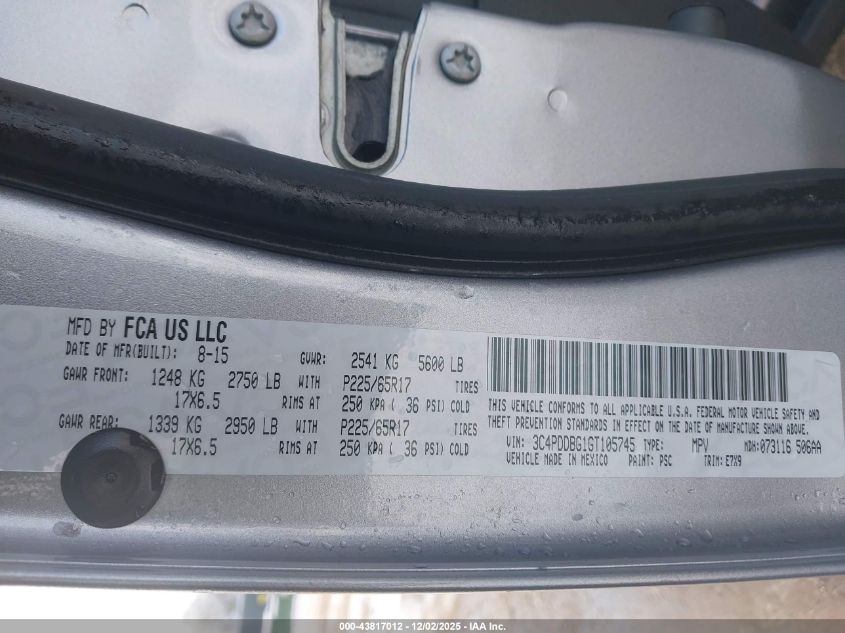 MFD BY FCA US LLC
DATE OF MFR(BUILT): 8-15 GVWR: 2541 KG 5600 LB
GAWR FRONT: 1248 KG 2750 LB WITH P225/65R17 TIRES
17X6.5 RIMS AT 250 KPA ( 36 PSI) COLD
GAWR REAR: 1339 KG 2950 LB WITH P225/65R17 TIRES
17X6.5 RIMS AT 250 KPA ( 36 PSI) COLD
THIS VEHICLE CONFORMS TO ALL APPLICABLE U.S.A. FEDERAL MOTOR VEHICLE SAFETY AND
THEFT PREVENTION STANDARDS IN EFFECT ON THE DATE OF MANUFACTURE SHOWN ABOVE.
VIN: 3C4PDDBG1GT105745 TYPE: MPV MDH:073116 506AA
VEHICLE MADE IN MEXICO PAINT: PSC TRIM: E7X9
000-43817012 - 12/02/2025 - IAA Inc.